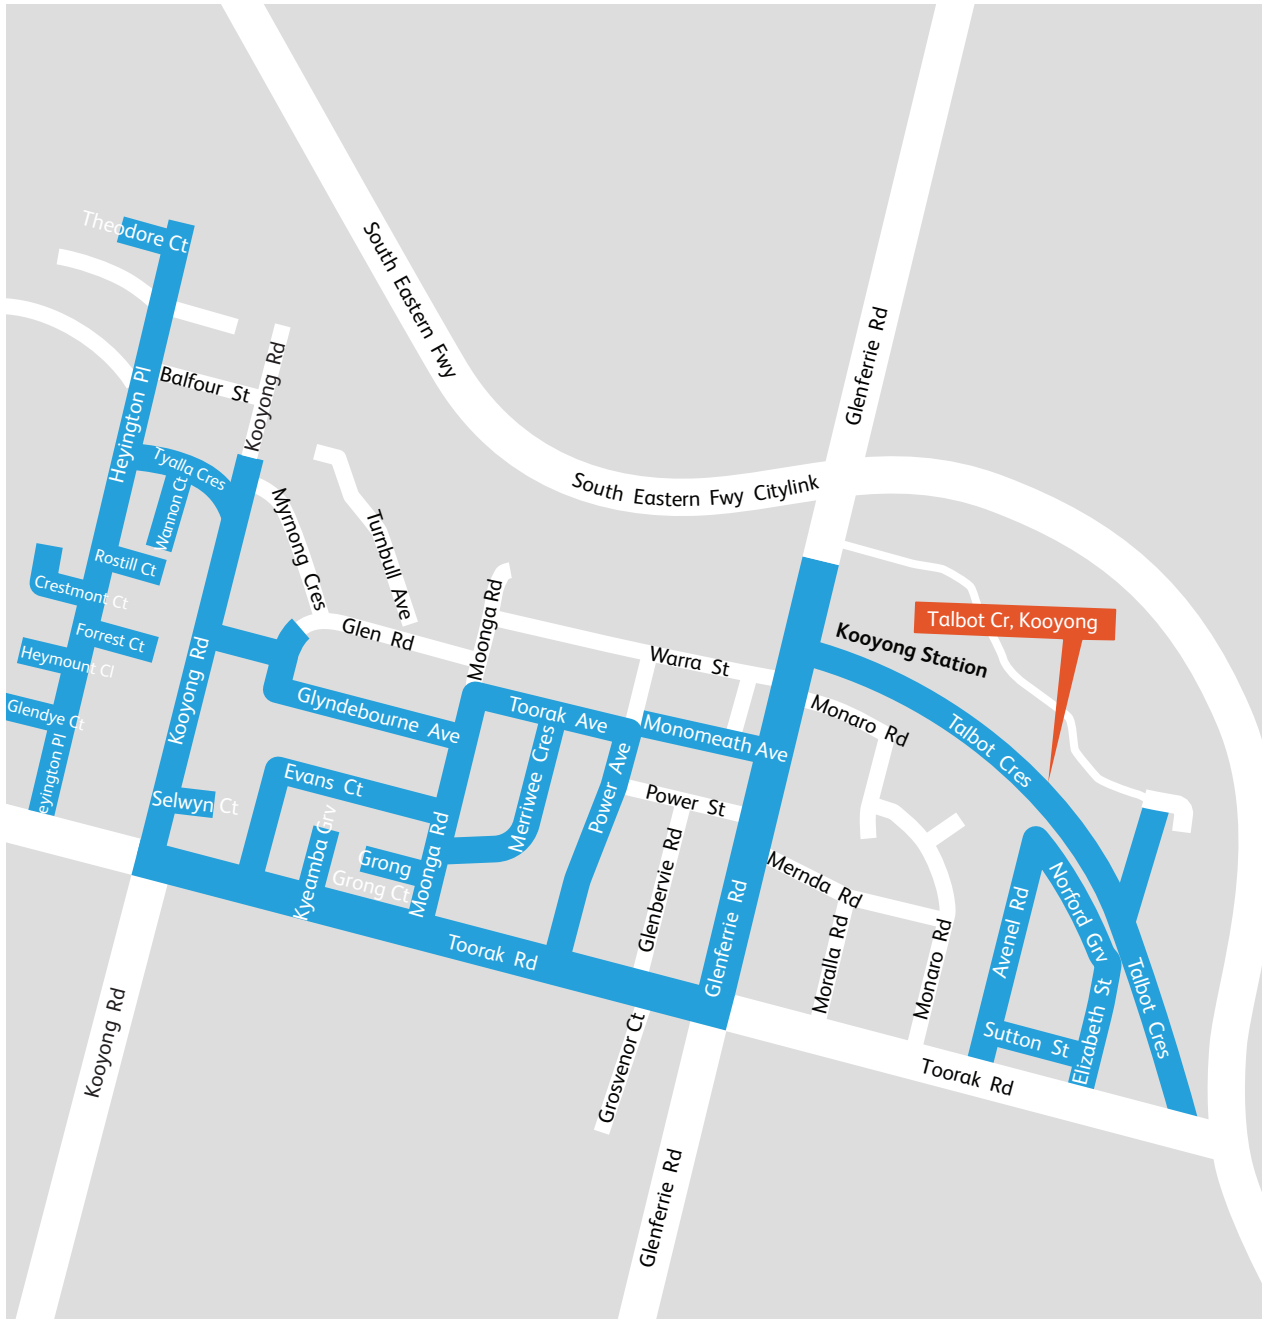 Theodore Ct
South Eastern Fwy
Glenferrie Rd
Balfour St
Kooyong Rd
Heyington Pl
Tyalla Cres
Wannon Ct
South Eastern Fwy Citylink
Myrnong Cres
Turnbull Ave
Rostill Ct
Crestmont Ct
Moonga Rd
Talbot Cr, Kooyong
Glen Rd
Kooyong Station
Forrest Ct
Heymount Cl
Warra St
Kooyong Rd
Glyndebourne Ave
Toorak Ave
Monomeath Ave
Monaro Rd
Glendye Ct
Talbot Cres
eyington Pl
Evans Ct
Merriwee Cres
Power Ave
Power St
Selwyn Ct
Kyeamba Grv
Grong
Grong Ct
Moonga Rd
Glenbervie Rd
Mernda Rd
Norford Grv
Avenel Rd
Toorak Rd
Glenferrie Rd
Moralla Rd
Monaro Rd
Talbot Cres
Kooyong Rd
Grosvenor Ct
Sutton St
Elizabeth St
Toorak Rd
Glenferrie Rd